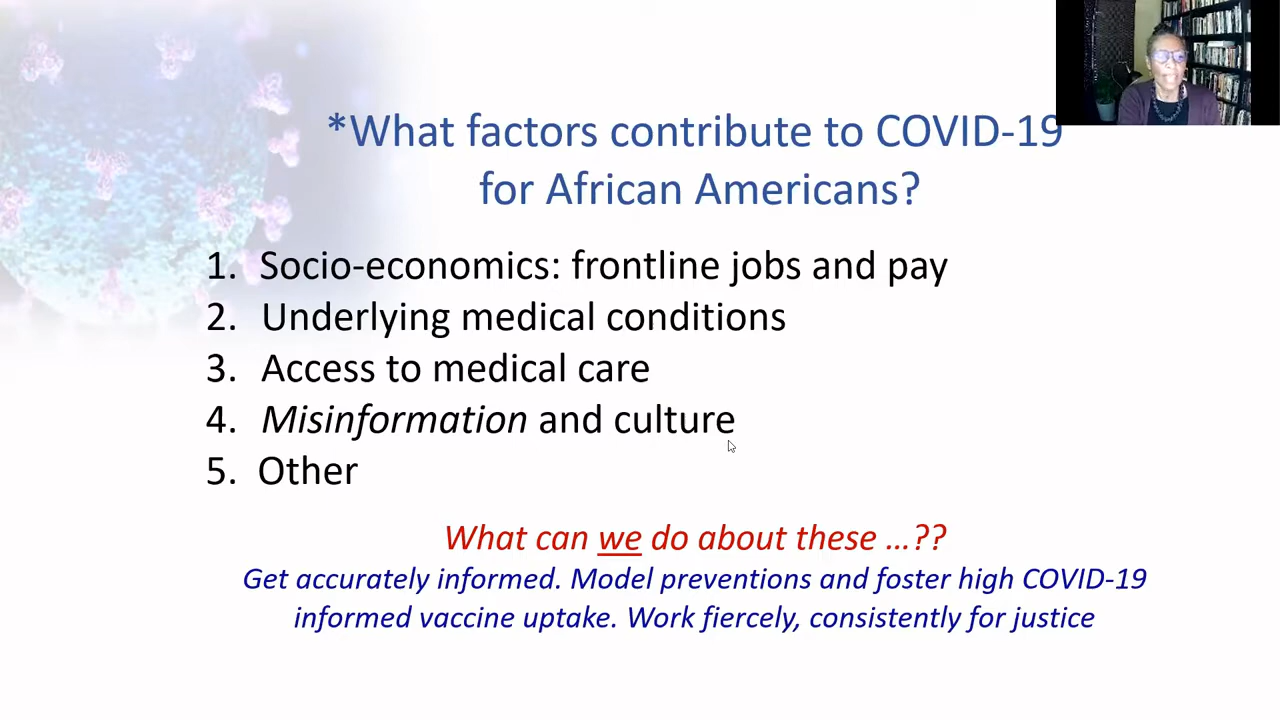 *What factors contribute to COVID-19
for African Americans?
1. Socio-economics: frontline jobs and pay
2. Underlying medical conditions
3. Access to medical care
4. Misinformation and culture
5. Other
What can we do about these …??
Get accurately informed. Model preventions and foster high COVID-19
informed vaccine uptake. Work fiercely, consistently for justice